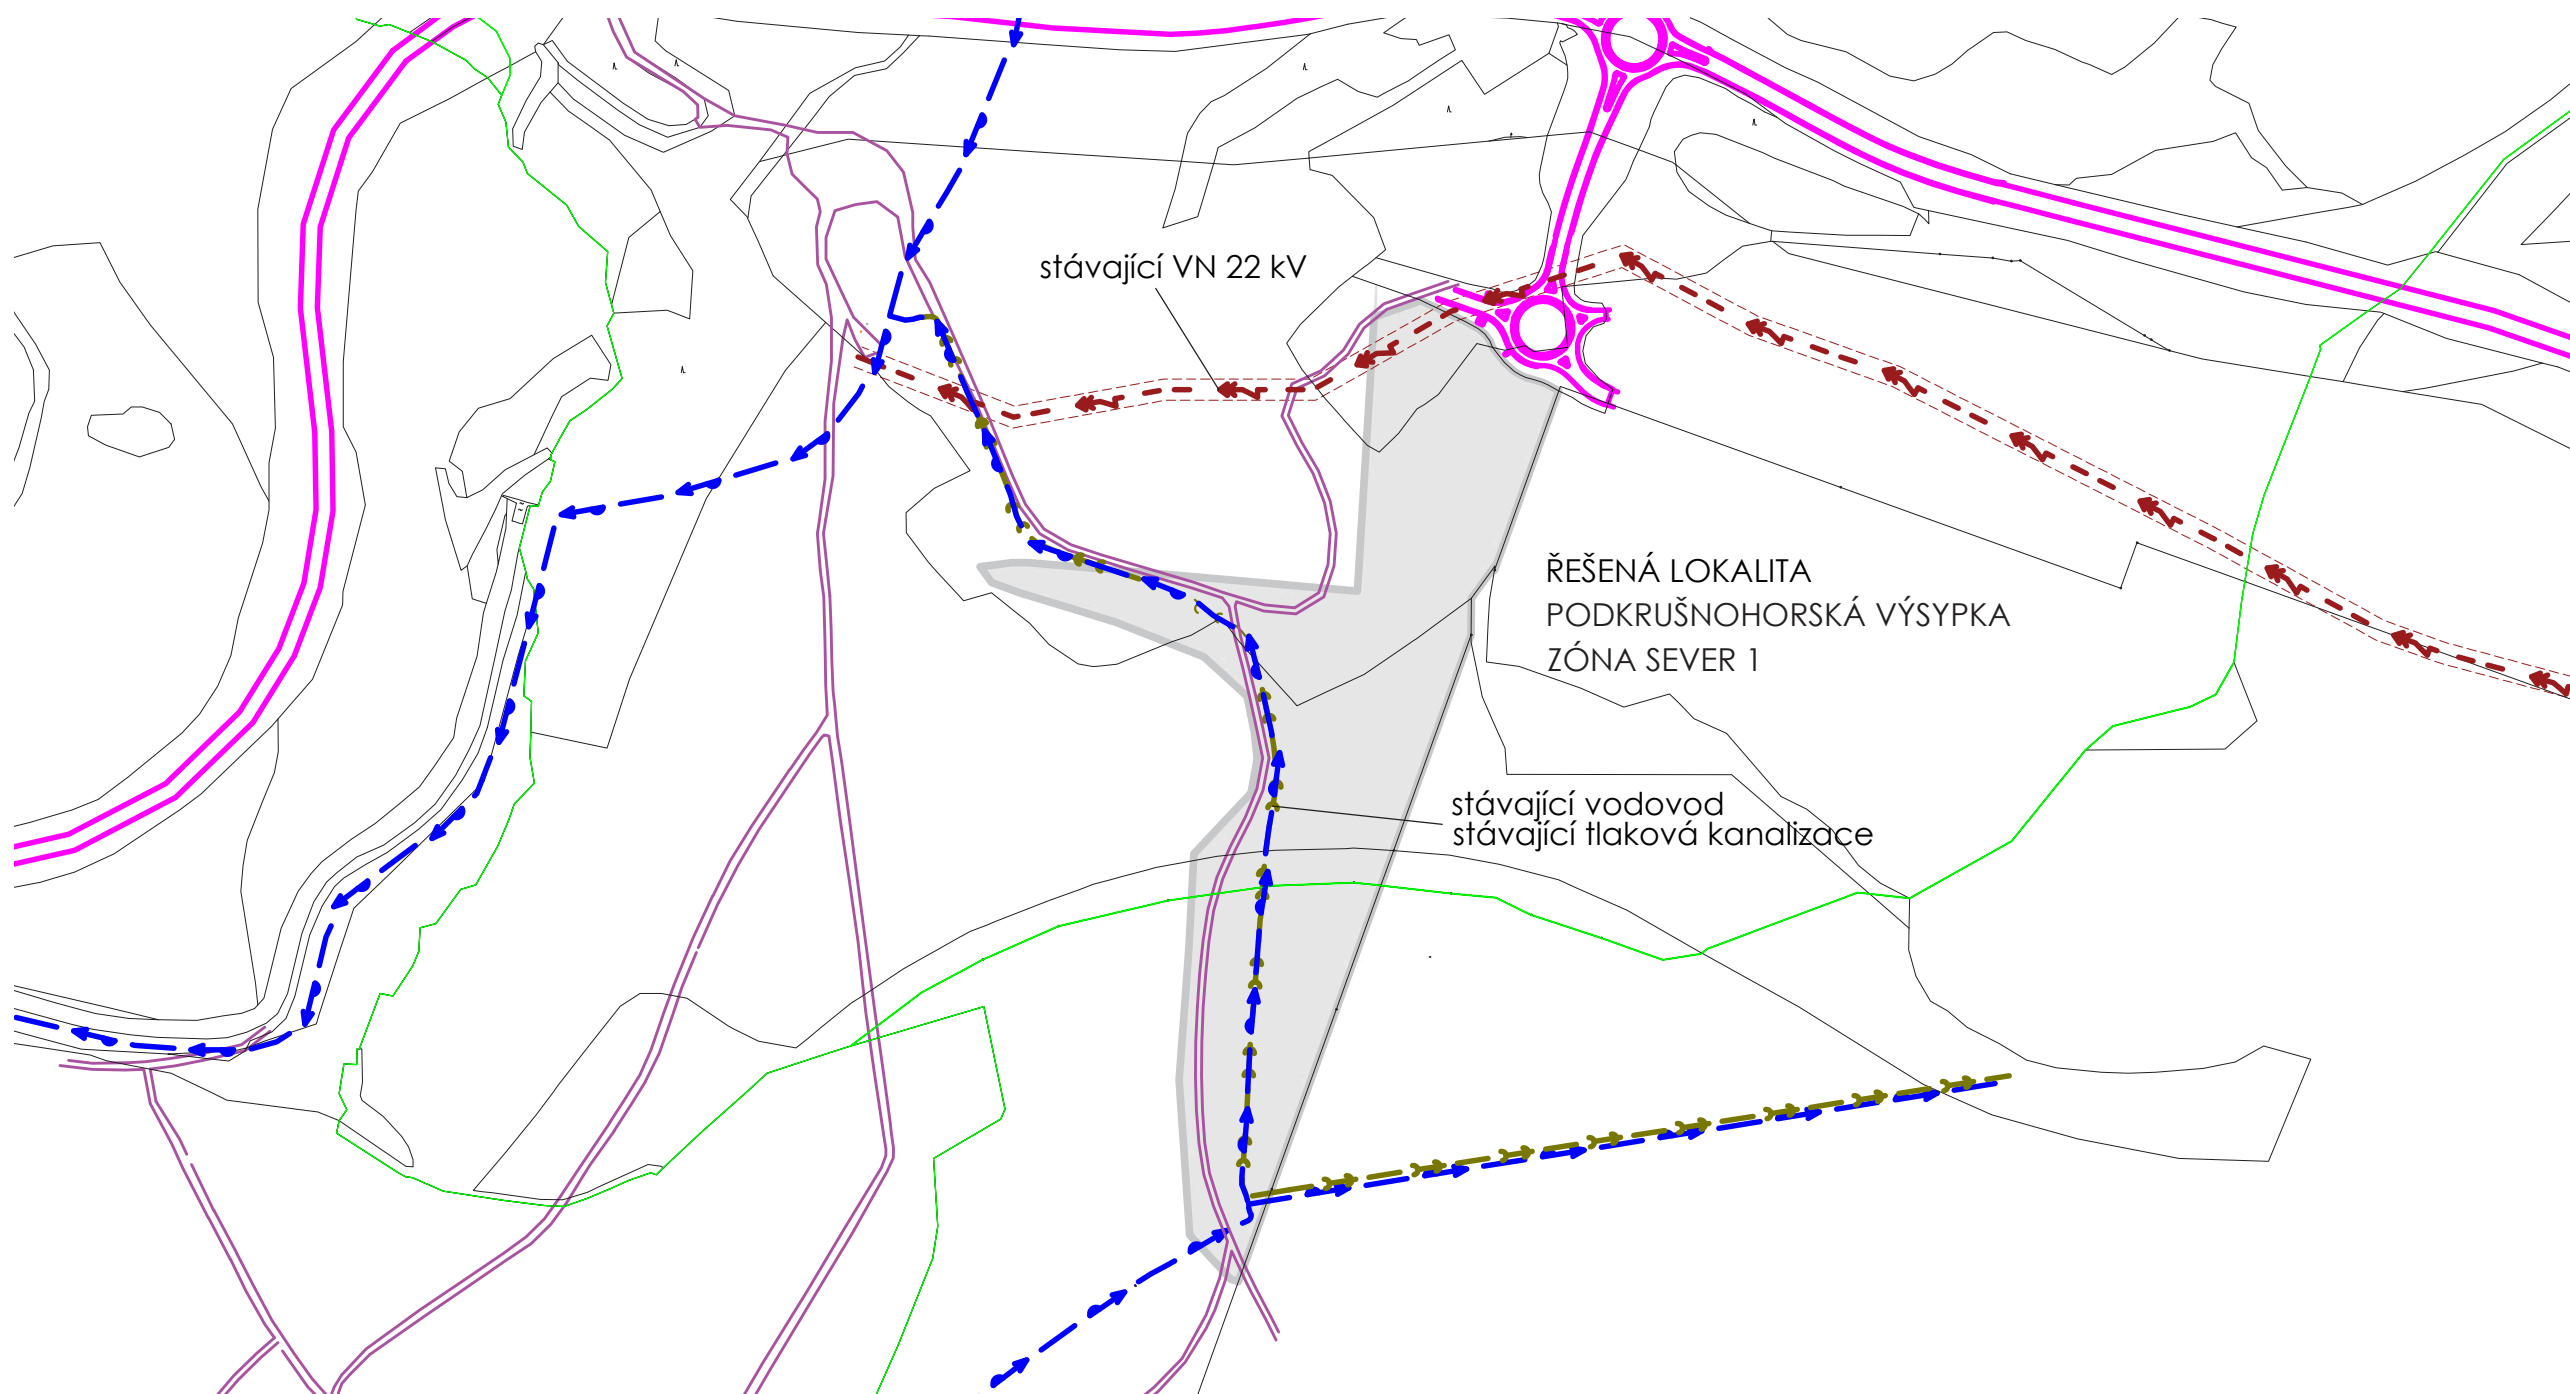 stávající VN 22 kV
ŘEŠENÁ LOKALITA
PODKRUŠNOHORSKÁ VÝSYPKA
ZÓNA SEVER 1
stávající vodovod
stávající tlaková kanalizace